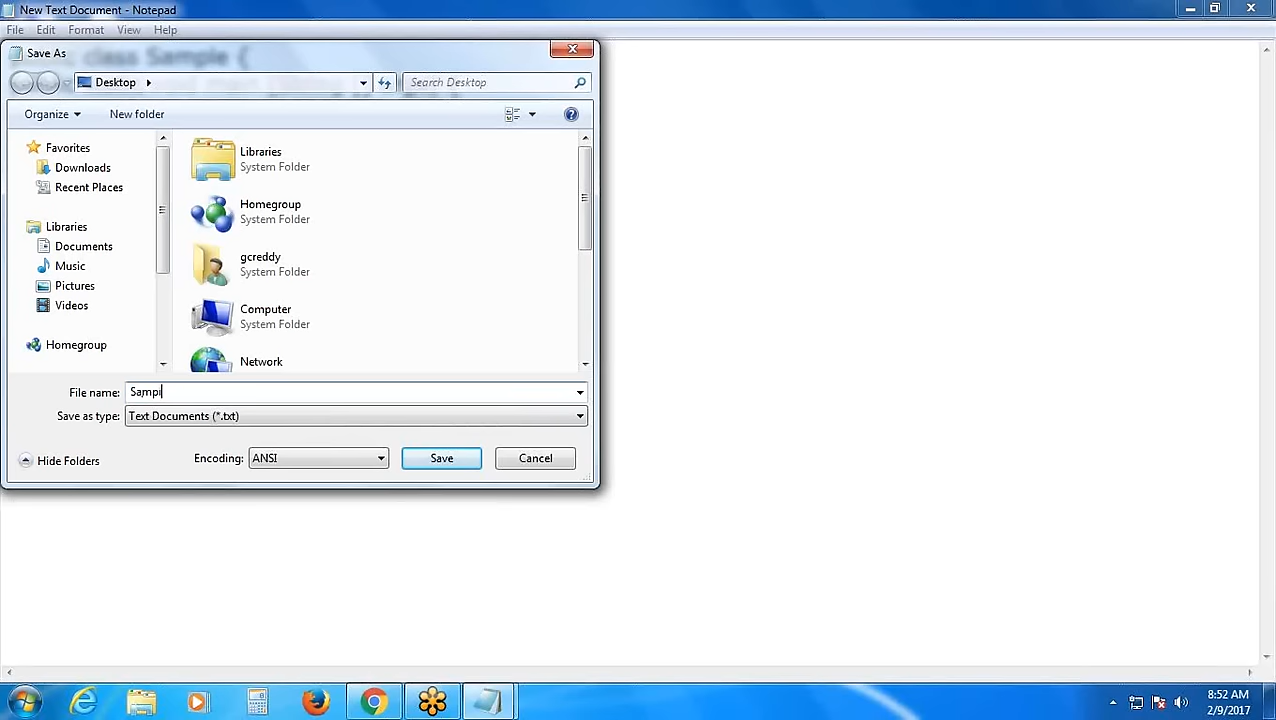 New Text Document - Notepad
File Edit Format View Help
class Sample {
Save As
Desktop
Search Desktop
Organize New folder
Favorites
Downloads
Recent Places
Libraries
Documents
Music
Pictures
Videos
Homegroup
Libraries
System Folder
Homegroup
System Folder
gcreddy
System Folder
Computer
System Folder
Network
File name: Sampl
Save as type: Text Documents (*.txt)
Hide Folders Encoding: ANSI Save Cancel
8:52 AM
2/9/2017